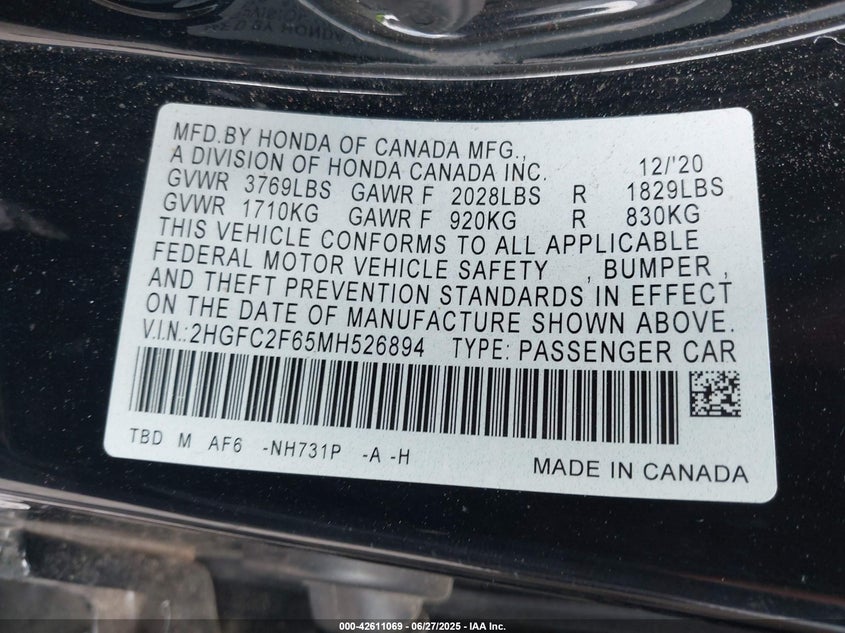 MFD.BY HONDA OF CANADA MFG.,
A DIVISION OF HONDA CANADA INC. 12/'20
GVWR 3769LBS GAWR F 2028LBS R 1829LBS
GVWR 1710KG GAWR F 920KG R 830KG
THIS VEHICLE CONFORMS TO ALL APPLICABLE
FEDERAL MOTOR VEHICLE SAFETY , BUMPER ,
AND THEFT PREVENTION STANDARDS IN EFFECT
ON THE DATE OF MANUFACTURE SHOWN ABOVE.
V.I.N.:2HGFC2F65MH526894 TYPE: PASSENGER CAR
TBD M AF6 -NH731P -A -H
MADE IN CANADA
000-42611069 | 06/27/2025 - IAA Inc.